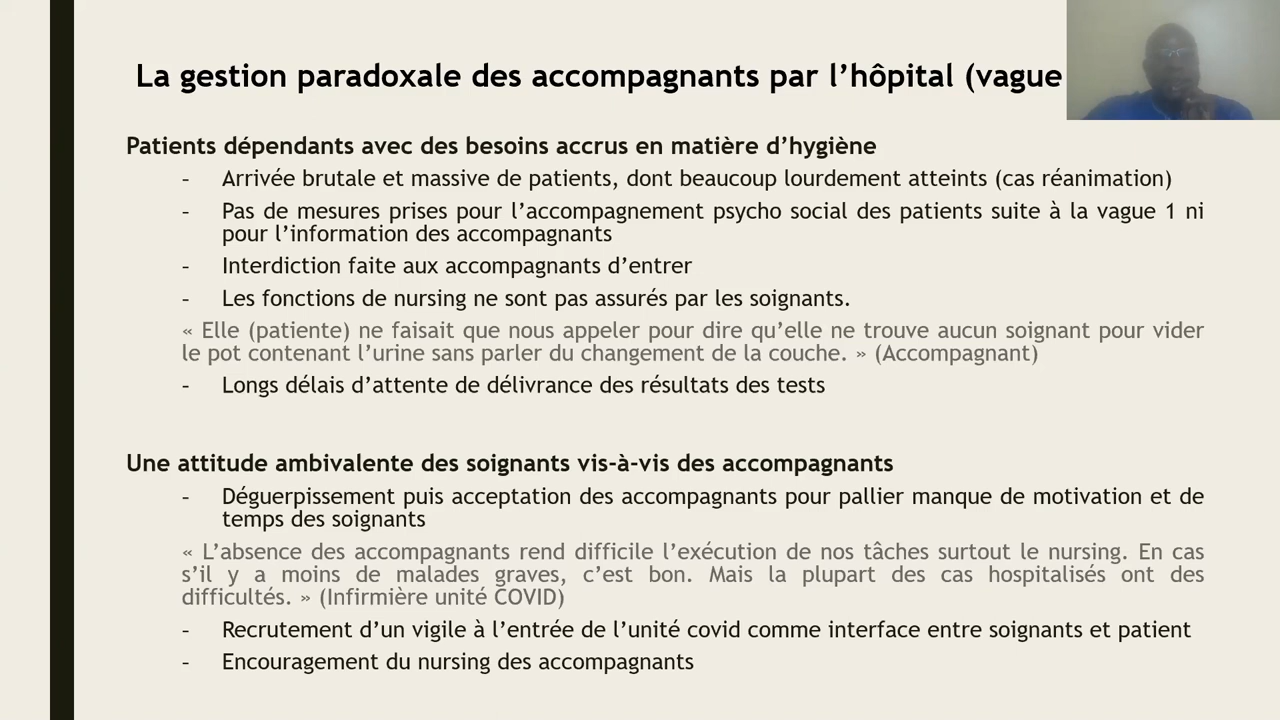 La gestion paradoxale des accompagnants par l’hôpital (vague
Patients dépendants avec des besoins accrus en matière d’hygiène
- Arrivée brutale et massive de patients, dont beaucoup lourdement atteints (cas réanimation)
- Pas de mesures prises pour l’accompagnement psycho social des patients suite à la vague 1 ni
pour l’information des accompagnants
- Interdiction faite aux accompagnants d’entrer
- Les fonctions de nursing ne sont pas assurés par les soignants.
« Elle (patiente) ne faisait que nous appeler pour dire qu’elle ne trouve aucun soignant pour vider
le pot contenant l’urine sans parler du changement de la couche. » (Accompagnant)
- Longs délais d’attente de délivrance des résultats des tests
Une attitude ambivalente des soignants vis-à-vis des accompagnants
- Déguerpissement puis acceptation des accompagnants pour pallier manque de motivation et de
temps des soignants
« L’absence des accompagnants rend difficile l’exécution de nos tâches surtout le nursing. En cas
s’il y a moins de malades graves, c’est bon. Mais la plupart des cas hospitalisés ont des
difficultés. » (Infirmière unité COVID)
- Recrutement d’un vigile à l’entrée de l’unité covid comme interface entre soignants et patient
- Encouragement du nursing des accompagnants